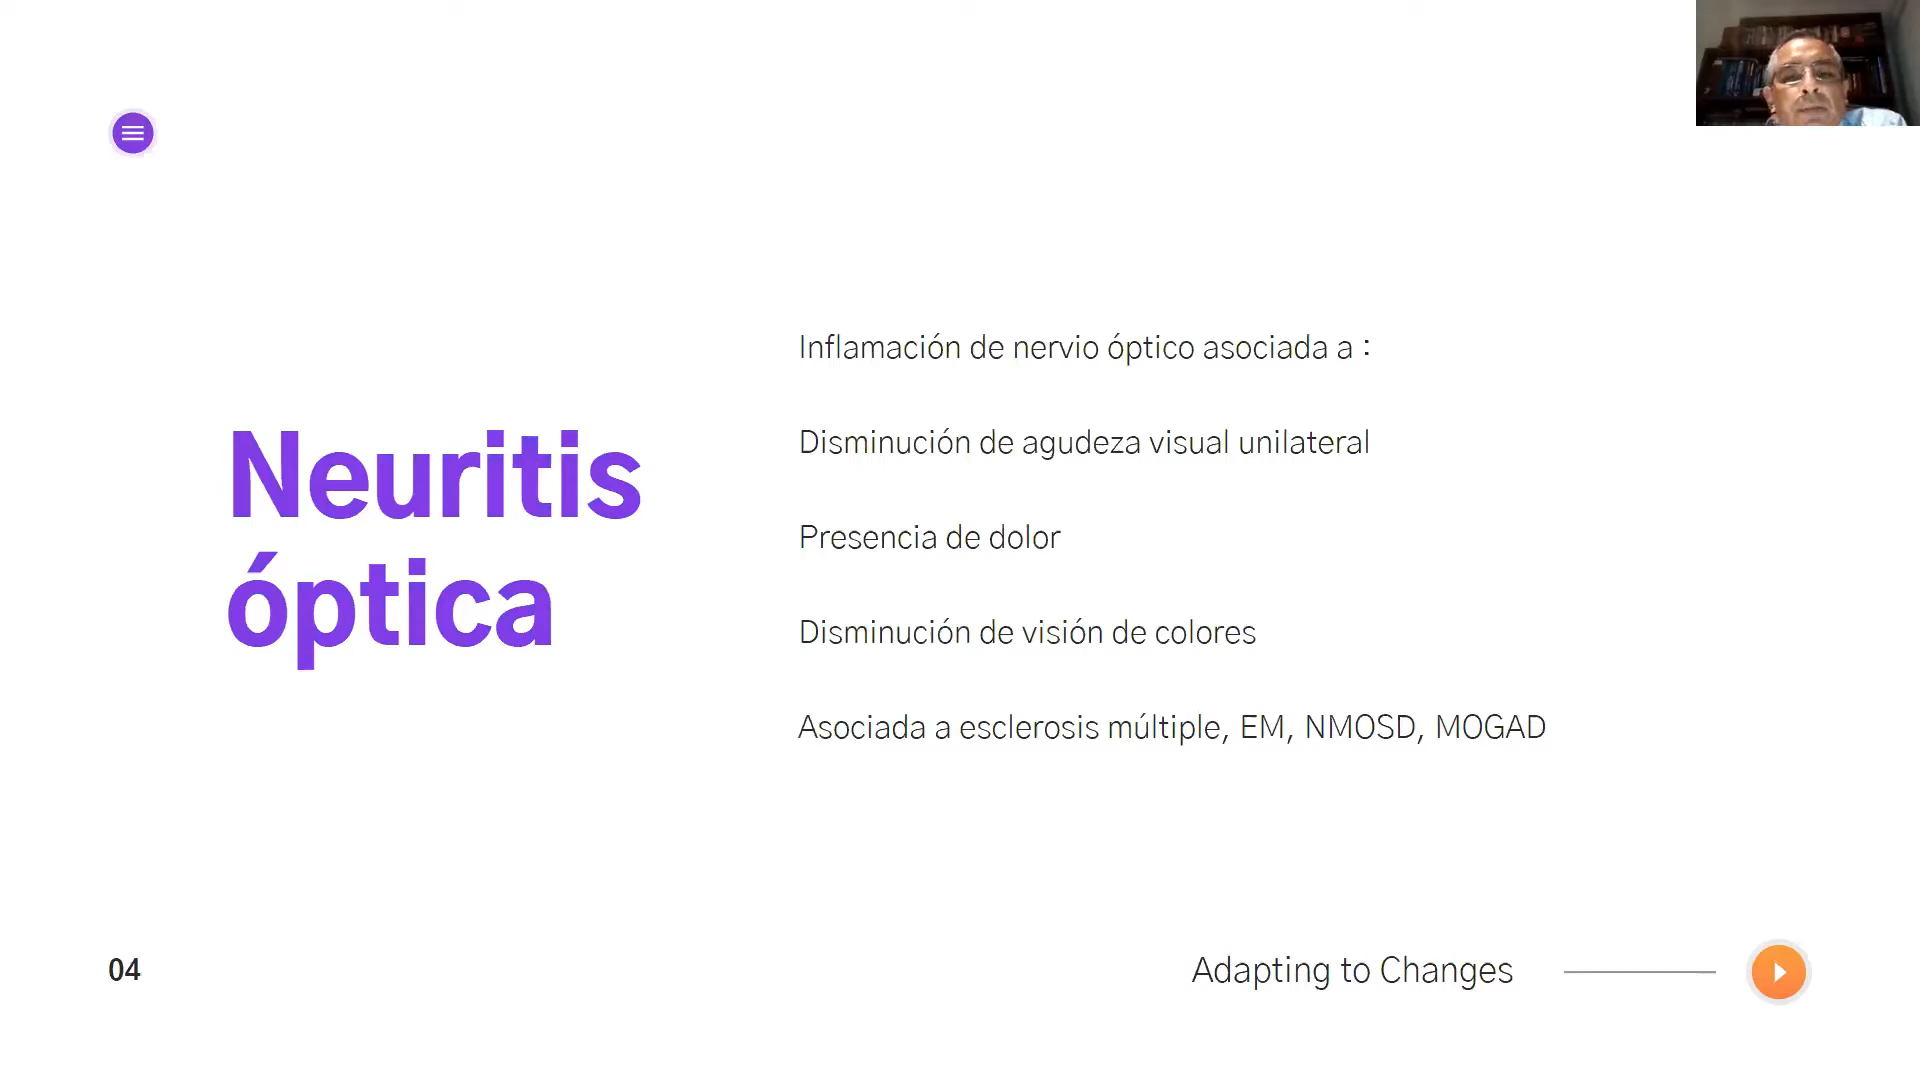 Neuritis
óptica
Inflamación de nervio óptico asociada a :
Disminución de agudeza visual unilateral
Presencia de dolor
Disminución de visión de colores
Asociada a esclerosis múltiple, EM, NMOSD, MOGAD
04
Adapting to Changes